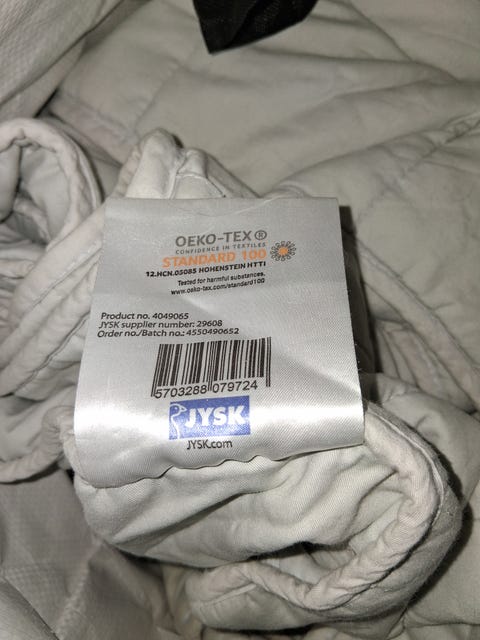 OEKO-TEX®
CONFIDENCE IN TEXTILES
STANDARD 100
12.HCN.05085 HOHENSTEIN HTTI
Tested for harmful substances.
www.oeko-tex.com/standard100
Product no. 4049065
JYSK supplier number: 29608
Order no./Batch no.: 4550490652
5703288 079724
JYSK
JYSK.com